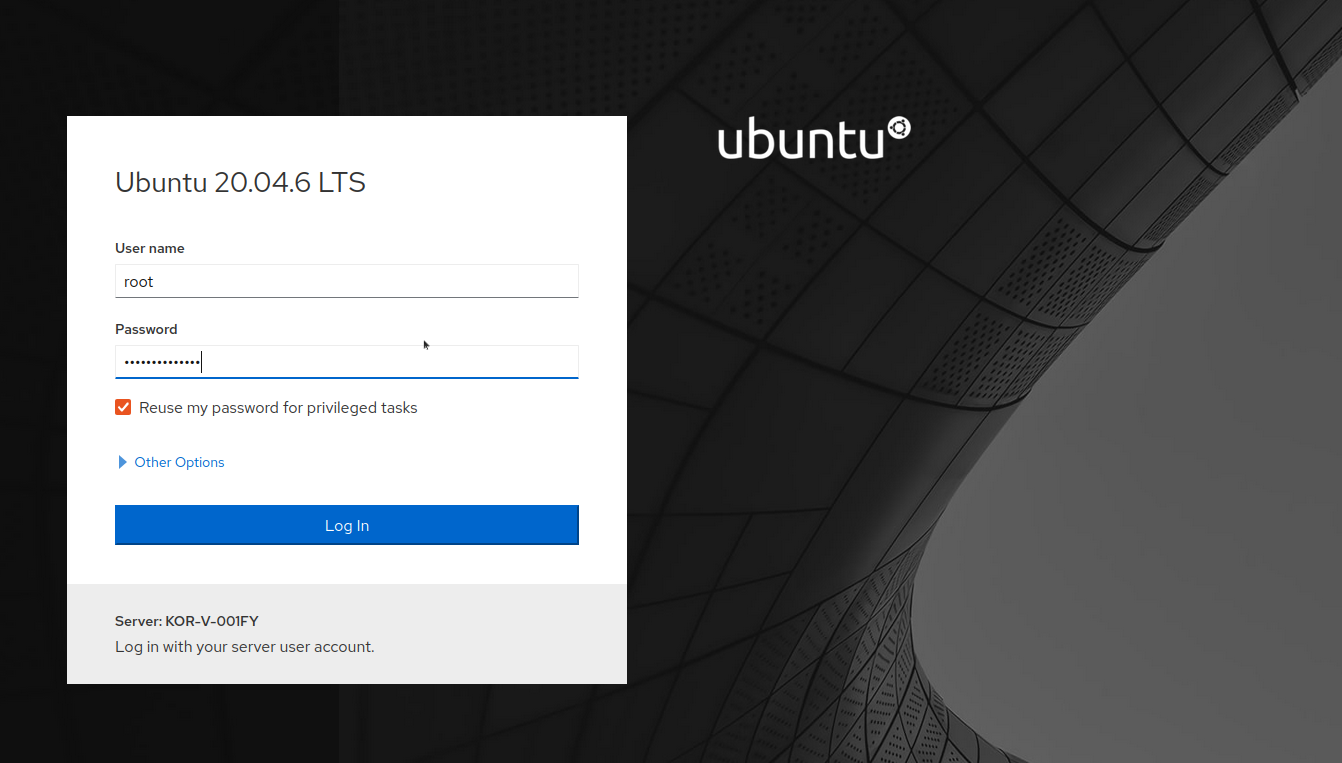 ubuntu
Ubuntu 20.04.6 LTS
User name
root
Password
••••••••••••••
Reuse my password for privileged tasks
Other Options
Log In
Server: KOR-V-001FY
Log in with your server user account.